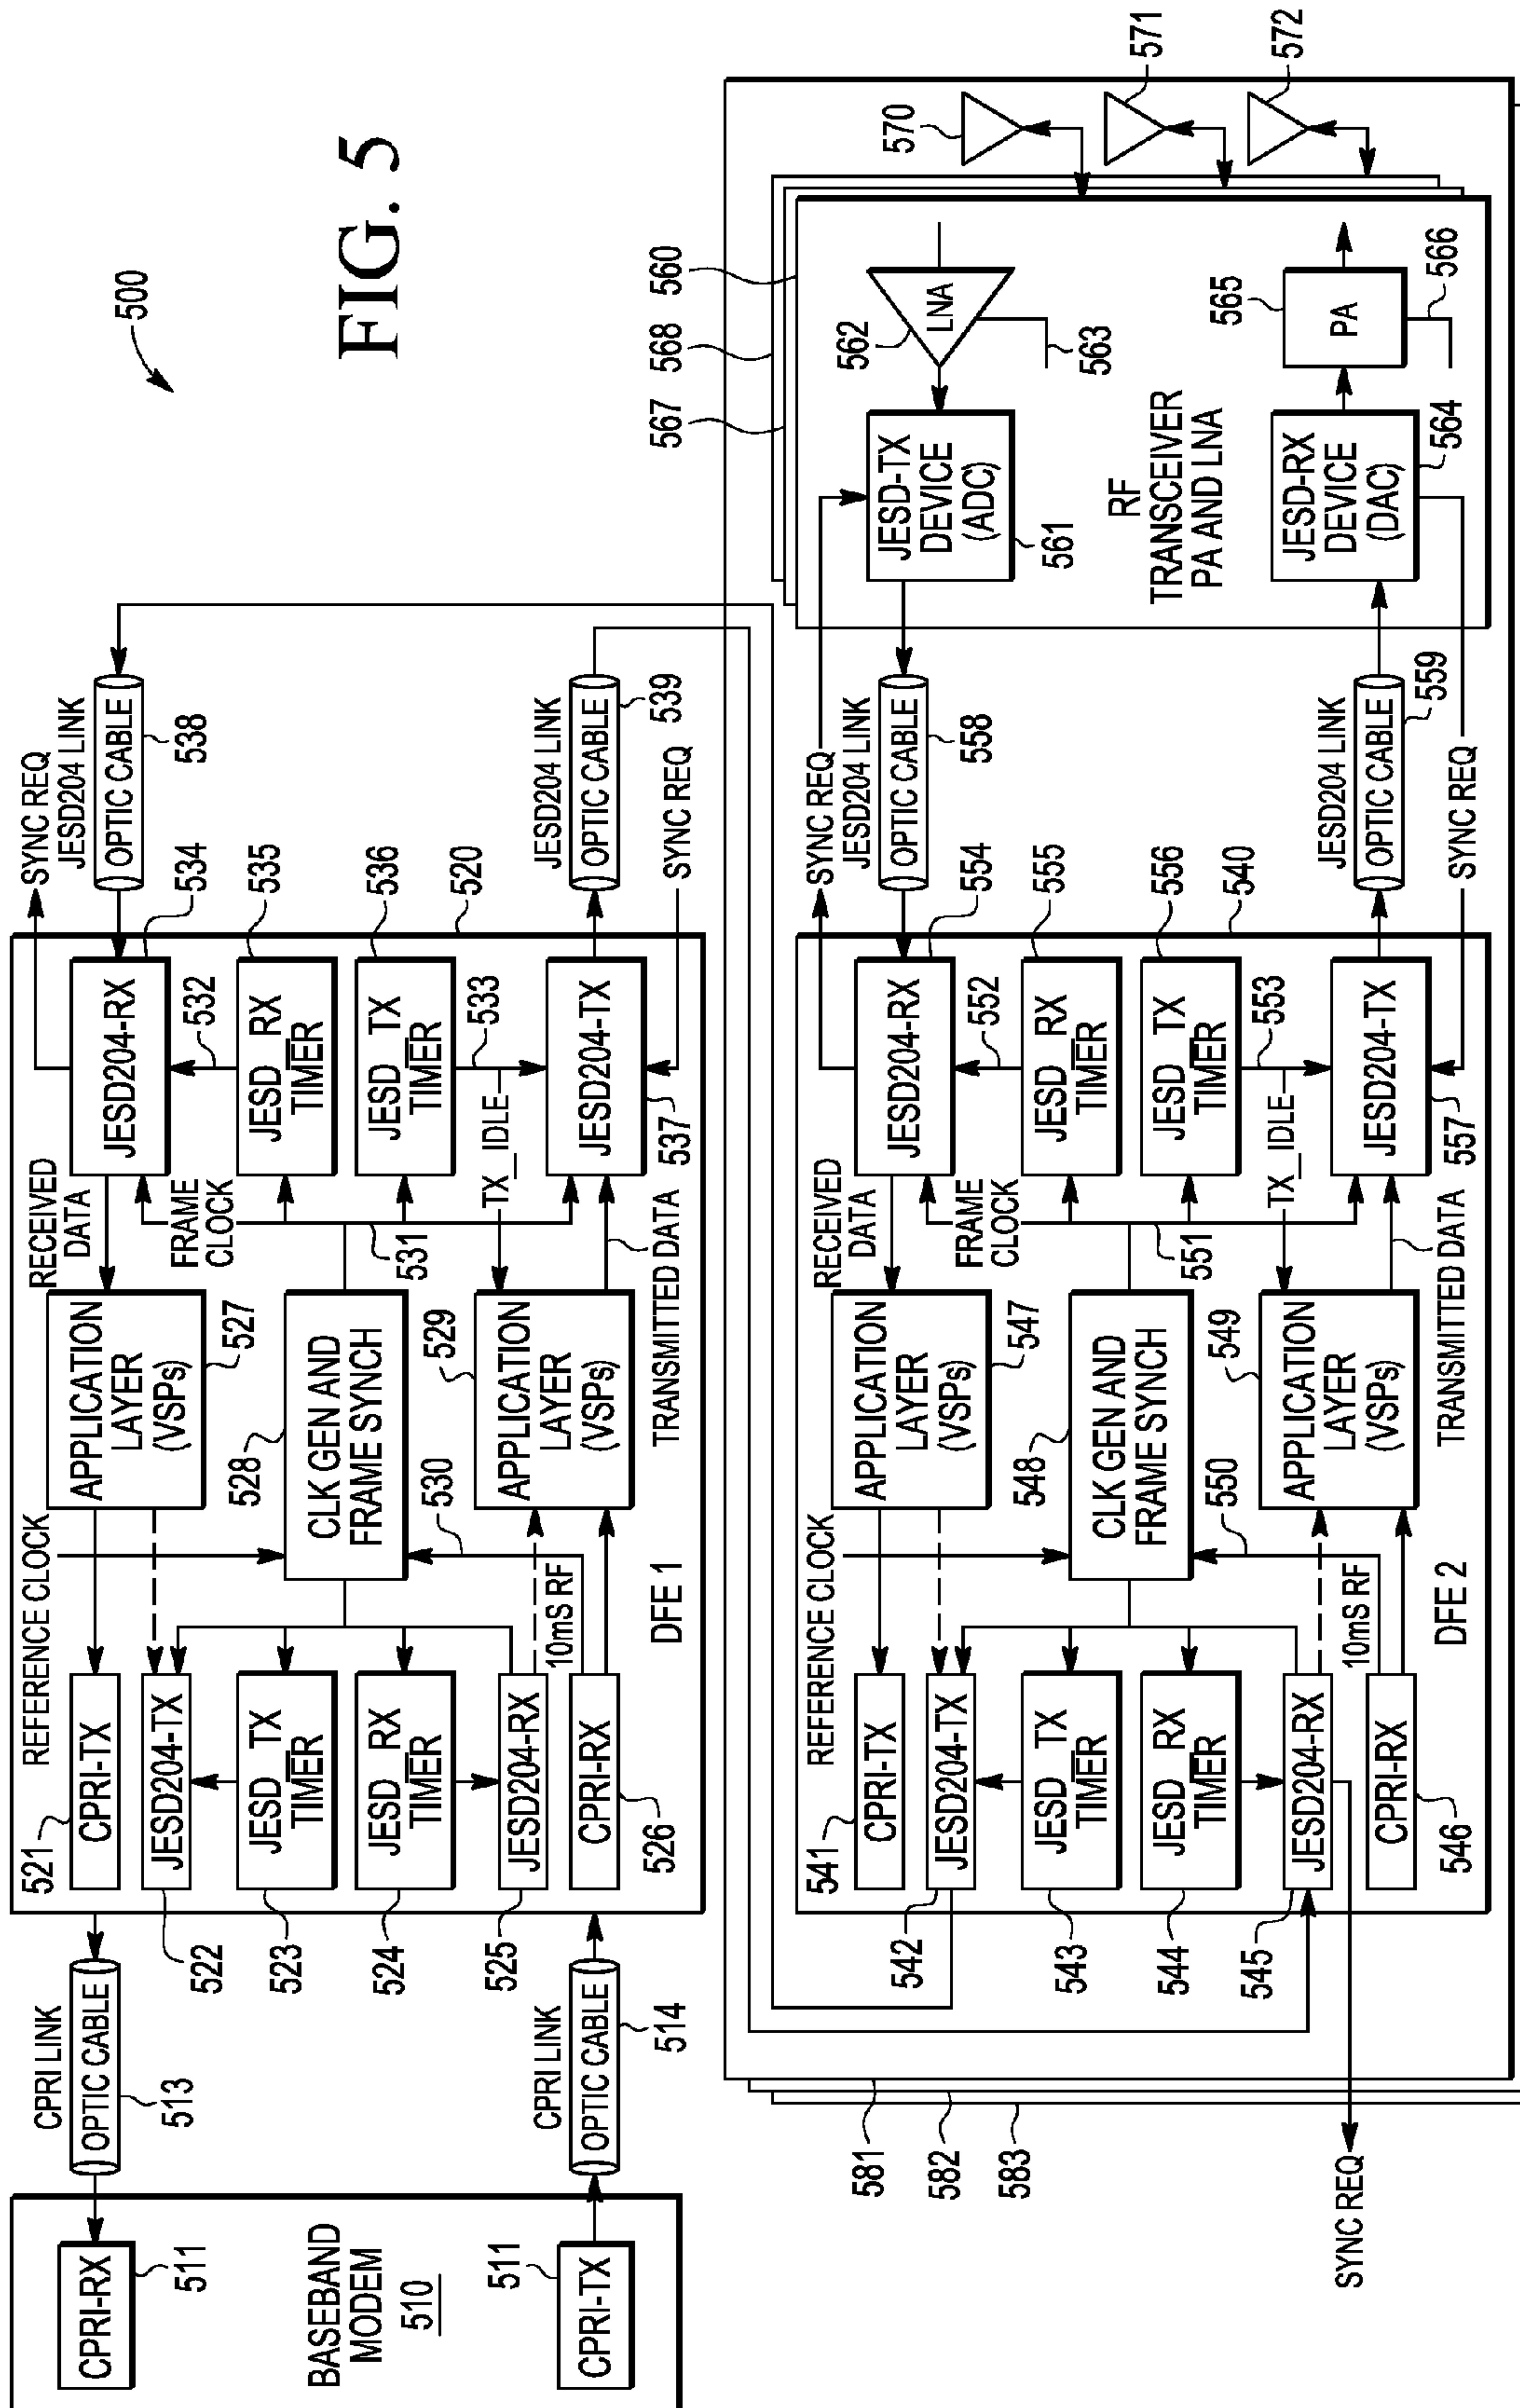 FIG. 5
500
CPRI-RX
511
BASEBAND
MODEM
510
511
CPRI-TX
CPRI LINK
OPTIC CABLE
513
CPRI LINK
OPTIC CABLE
514
521
CPRI-TX
522
JESD204-TX
523
JESD_TX
TIMER
524
JESD_RX
TIMER
525
JESD204-RX
CPRI-RX
526
REFERENCE CLOCK
10mS RF
DFE 1
APPLICATION
LAYER
(VSPs)
527
528
CLK GEN AND
FRAME SYNCH
530
529
APPLICATION
LAYER
(VSPs)
TRANSMITTED DATA
RECEIVED
DATA
FRAME
CLOCK
531
TX_IDLE
JESD204-RX
534
532
JESD_RX
TIMER
535
JESD_TX
TIMER
536
533
JESD204-TX
537
520
SYNC REQ
JESD204 LINK
OPTIC CABLE
538
JESD204 LINK
OPTIC CABLE
539
SYNC REQ
581
582
583
SYNC REQ
541
CPRI-TX
542
JESD204-TX
543
JESD_TX
TIMER
544
JESD_RX
TIMER
545
JESD204-RX
CPRI-RX
546
REFERENCE CLOCK
10mS RF
DFE 2
APPLICATION
LAYER
(VSPs)
547
548
CLK GEN AND
FRAME SYNCH
550
549
APPLICATION
LAYER
(VSPs)
TRANSMITTED DATA
RECEIVED
DATA
FRAME
CLOCK
551
TX_IDLE
JESD204-RX
554
552
JESD_RX
TIMER
555
JESD_TX
TIMER
556
553
JESD204-TX
557
540
SYNC REQ
JESD204 LINK
OPTIC CABLE
558
JESD204 LINK
OPTIC CABLE
559
SYNC REQ
567
568
560
JESD-TX
DEVICE
(ADC)
561
562
LNA
563
RF
TRANSCEIVER
PA AND LNA
JESD-RX
DEVICE
(DAC)
564
565
PA
566
570
571
572